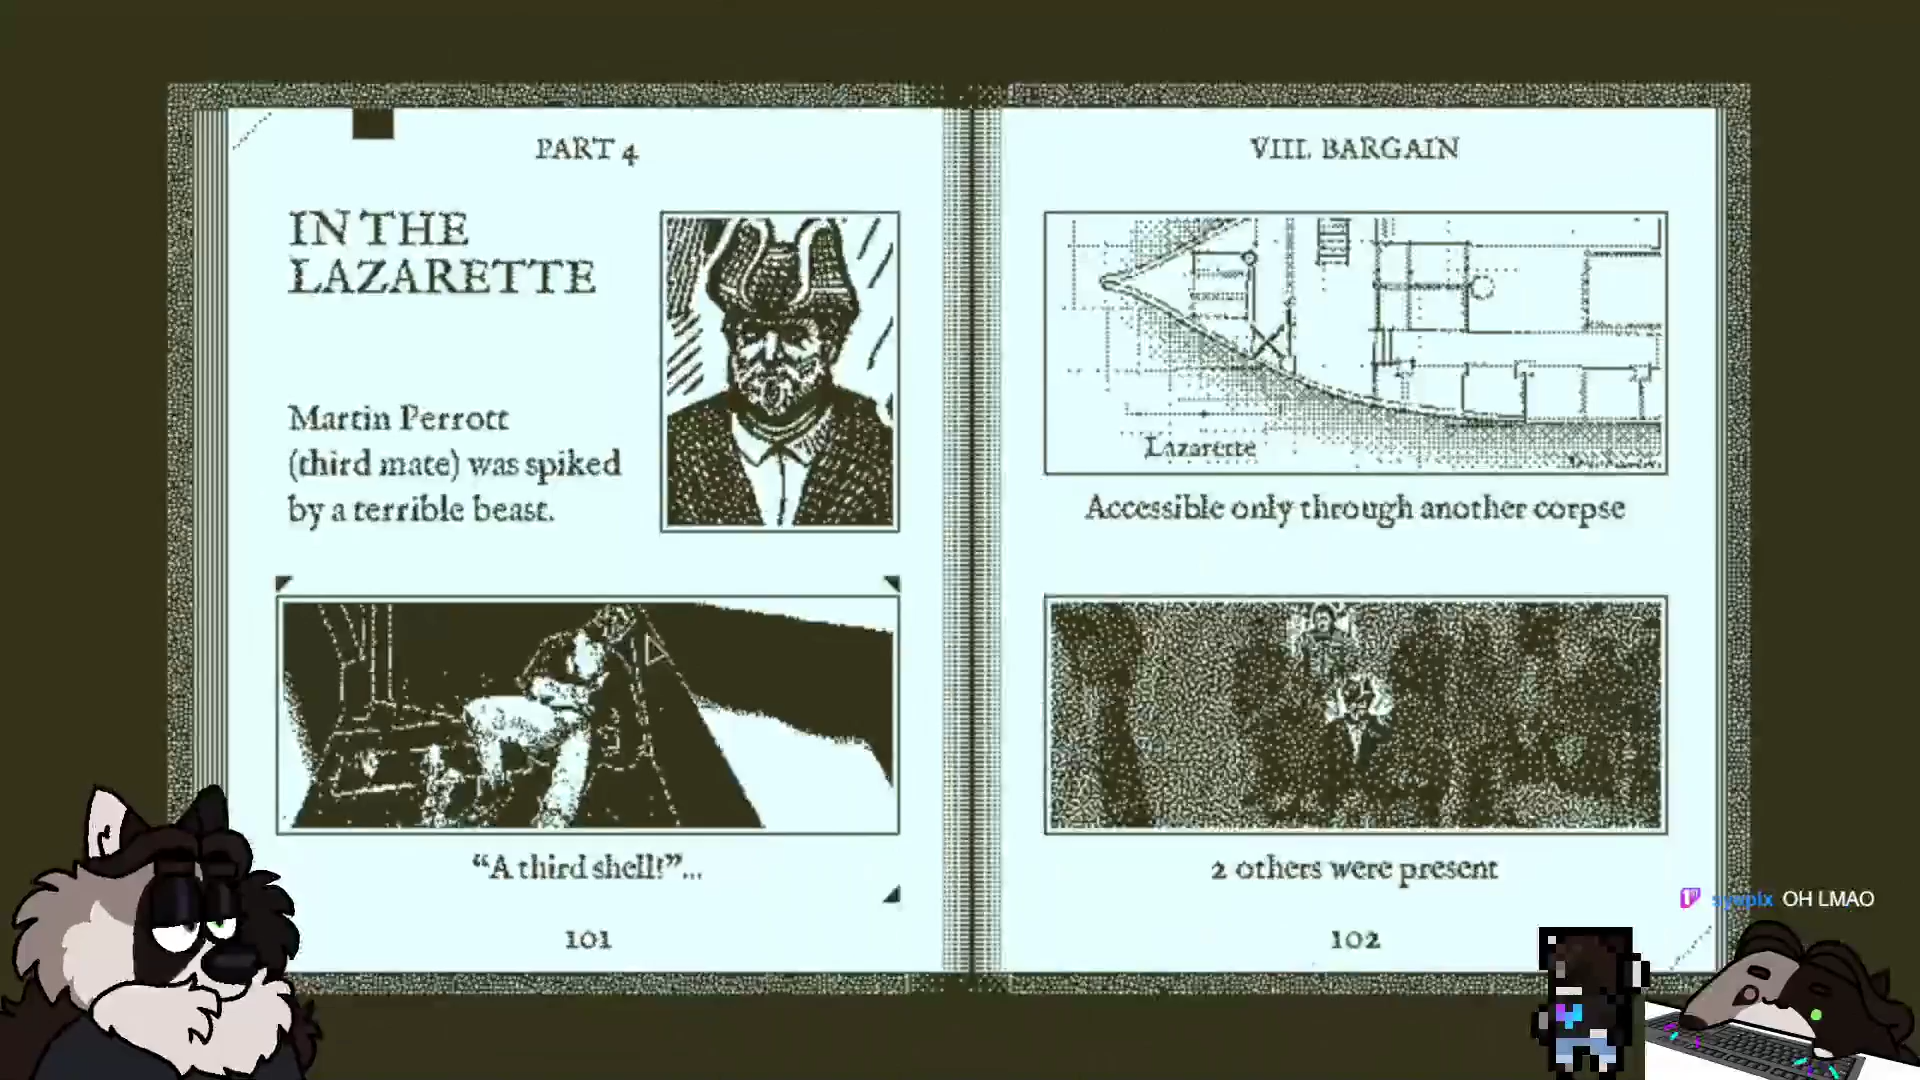 PART 4
IN THE
LAZARETTE
Martin Perrott
(third mate) was spiked
by a terrible beast.
“A third shell!”...
101
VIII. BARGAIN
Lazarette
Accessible only through another corpse
2 others were present
102
OH LMAO